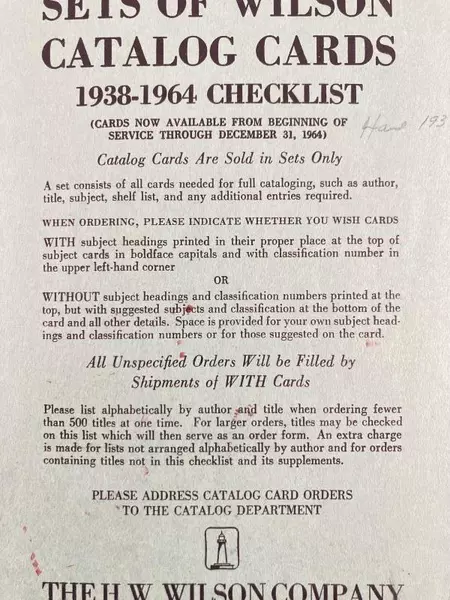 SETS OF WILSON
CATALOG CARDS
1938-1964 CHECKLIST
(CARDS NOW AVAILABLE FROM BEGINNING OF
SERVICE THROUGH DECEMBER 31, 1964)
Have 193
Catalog Cards Are Sold in Sets Only
A set consists of all cards needed for full cataloging, such as author,
title, subject, shelf list, and any additional entries required.
WHEN ORDERING, PLEASE INDICATE WHETHER YOU WISH CARDS
WITH subject headings printed in their proper place at the top of
subject cards in boldface capitals and with classification number in
the upper left-hand corner
OR
WITHOUT subject headings and classification numbers printed at the
top, but with suggested subjects and classification at the bottom of the
card and all other details. Space is provided for your own subject head-
ings and classification numbers or for those suggested on the card.
All Unspecified Orders Will be Filled by
Shipments of WITH Cards
Please list alphabetically by author and title when ordering fewer
than 500 titles at one time. For larger orders, titles may be checked
on this list which will then serve as an order form. An extra charge
is made for lists not arranged alphabetically by author and for orders
containing titles not in this checklist and its supplements.
PLEASE ADDRESS CATALOG CARD ORDERS
TO THE CATALOG DEPARTMENT
THE H. W. WILSON COMPANY